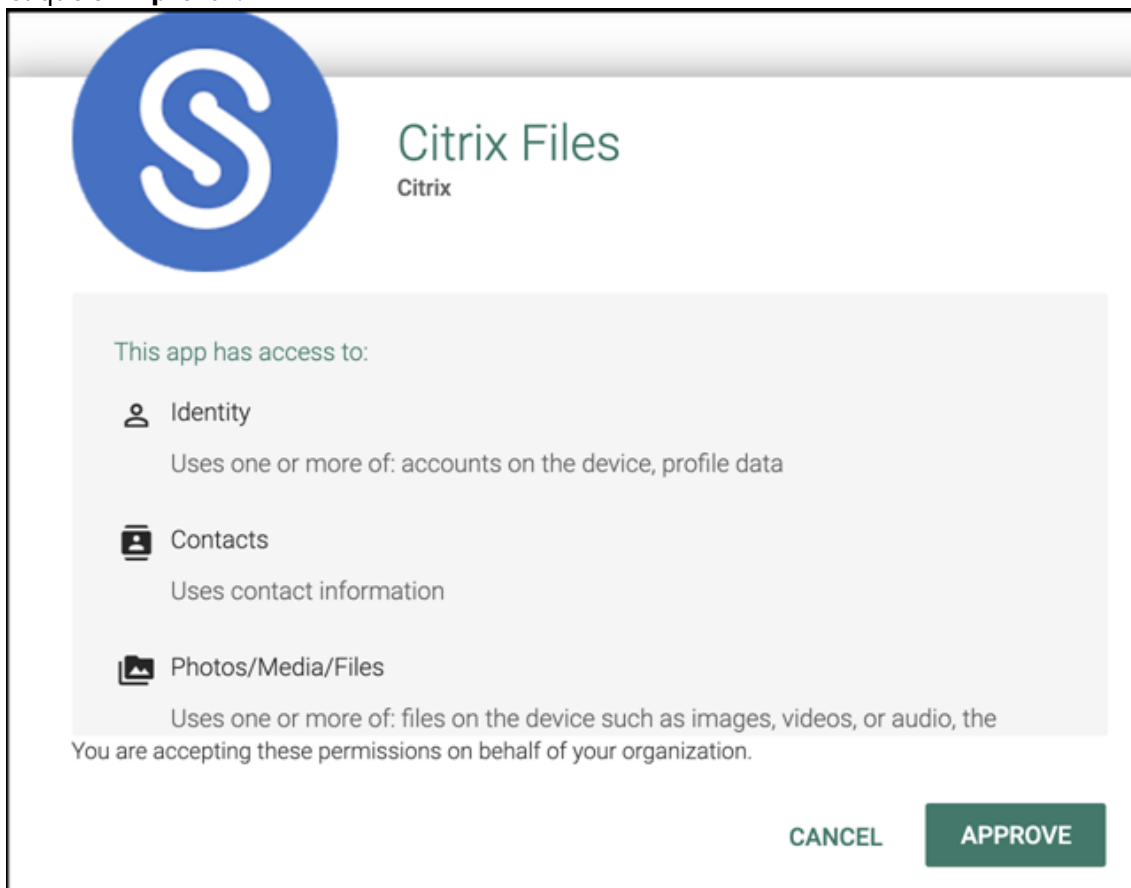 Citrix Files
Citrix
This app has access to:
Identity
Uses one or more of: accounts on the device, profile data
Contacts
Uses contact information
Photos/Media/Files
Uses one or more of: files on the device such as images, videos, or audio, the
You are accepting these permissions on behalf of your organization.
CANCEL
APPROVE